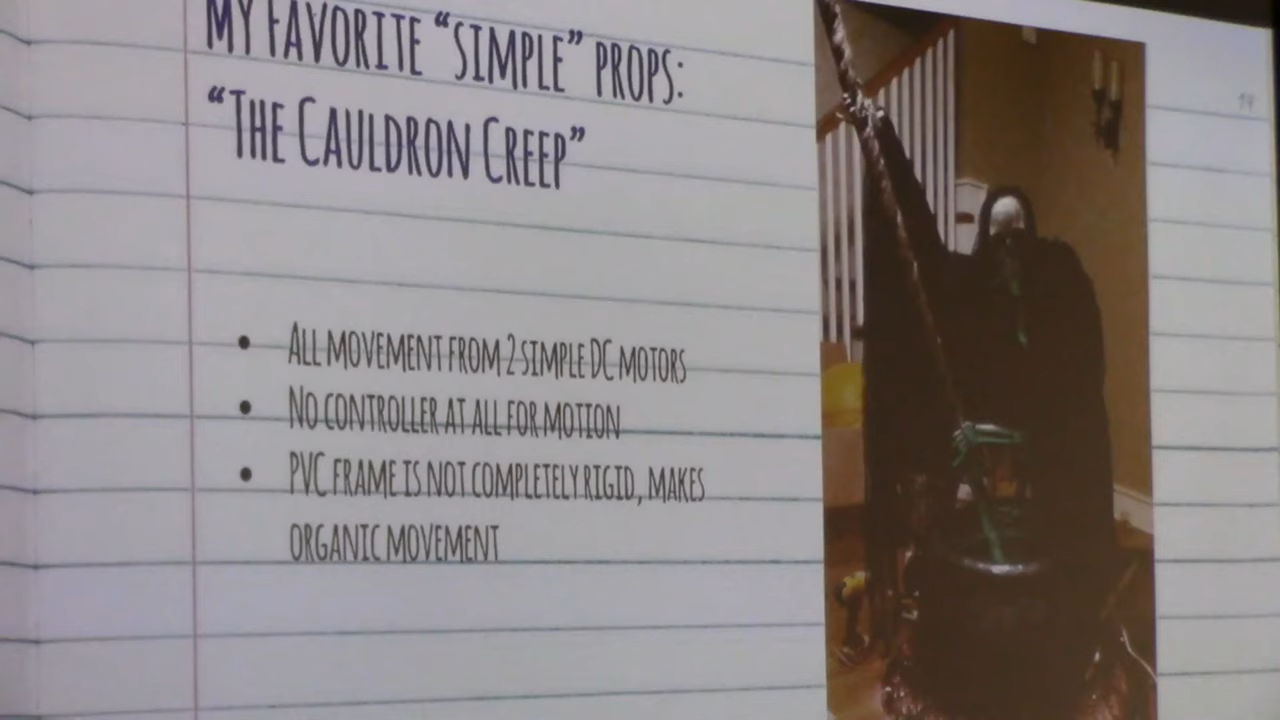 MY FAVORITE “SIMPLE” PROPS:
“THE CAULDRON CREEP”
• ALL MOVEMENT FROM 2 SIMPLE DC MOTORS
• NO CONTROLLER AT ALL FOR MOTION
• PVC FRAME IS NOT COMPLETELY RIGID, MAKES
ORGANIC MOVEMENT